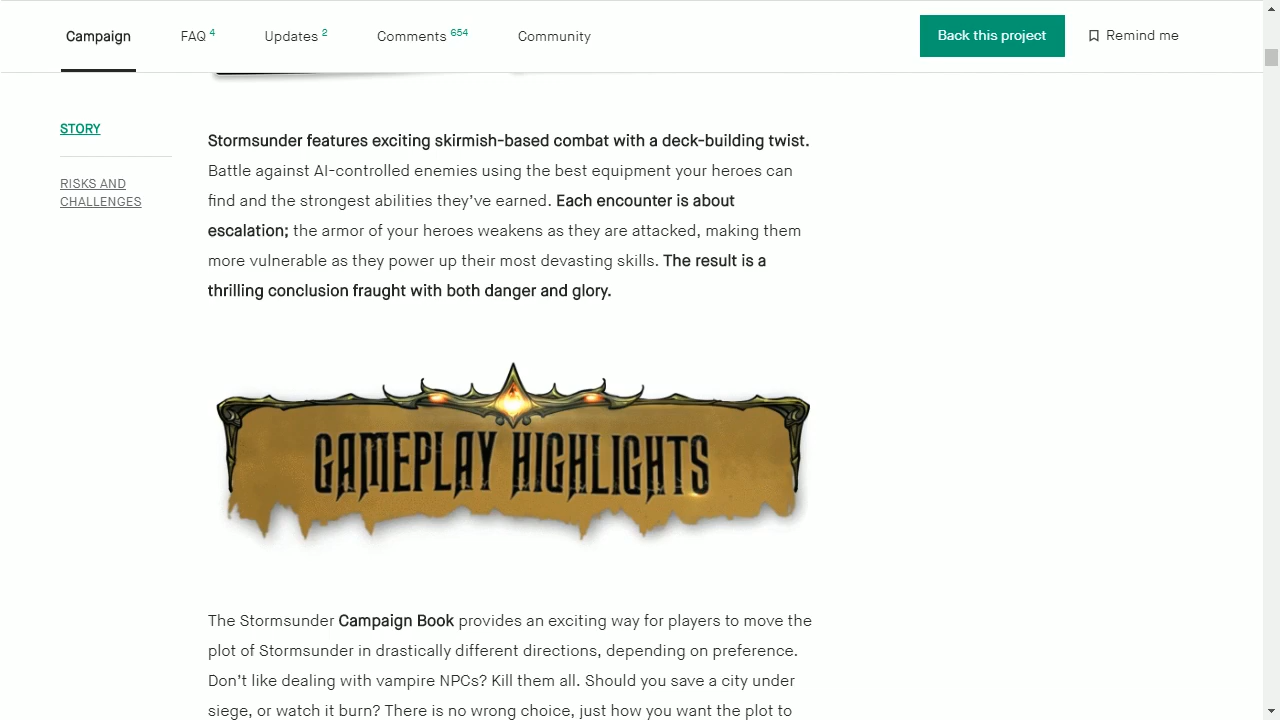 Campaign
FAQ 4
Updates 2
Comments 654
Community
Back this project
Remind me
STORY
RISKS AND
CHALLENGES
Stormsunder features exciting skirmish-based combat with a deck-building twist.
Battle against AI-controlled enemies using the best equipment your heroes can
find and the strongest abilities they've earned. Each encounter is about
escalation; the armor of your heroes weakens as they are attacked, making them
more vulnerable as they power up their most devasting skills. The result is a
thrilling conclusion fraught with both danger and glory.
GAMEPLAY HIGHLIGHTS
The Stormsunder Campaign Book provides an exciting way for players to move the
plot of Stormsunder in drastically different directions, depending on preference.
Don't like dealing with vampire NPCs? Kill them all. Should you save a city under
siege, or watch it burn? There is no wrong choice, just how you want the plot to